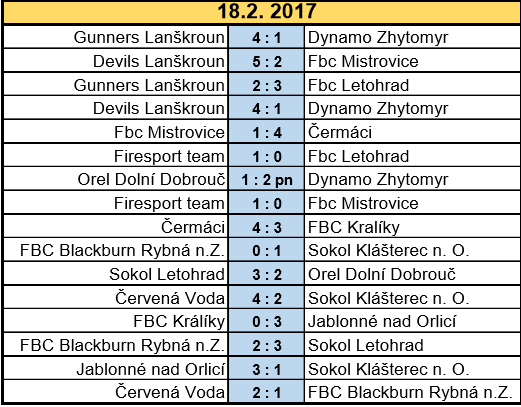 18.2. 2017
Gunners Lanškroun 4 : 1 Dynamo Zhytomyr
Devils Lanškroun 5 : 2 Fbc Mistrovice
Gunners Lanškroun 2 : 3 Fbc Letohrad
Devils Lanškroun 4 : 1 Dynamo Zhytomyr
Fbc Mistrovice 1 : 4 Čermáci
Firesport team 1 : 0 Fbc Letohrad
Orel Dolní Dobrouč 1 : 2 pn Dynamo Zhytomyr
Firesport team 1 : 0 Fbc Mistrovice
Čermáci 4 : 3 FBC Kralíky
FBC Blackburn Rybná n.Z. 0 : 1 Sokol Klášterec n. O.
Sokol Letohrad 3 : 2 Orel Dolní Dobrouč
Červená Voda 4 : 2 Sokol Klášterec n. O.
FBC Králíky 0 : 3 Jablonné nad Orlicí
FBC Blackburn Rybná n.Z. 2 : 3 Sokol Letohrad
Jablonné nad Orlicí 3 : 1 Sokol Klášterec n. O.
Červená Voda 2 : 1 FBC Blackburn Rybná n.Z.